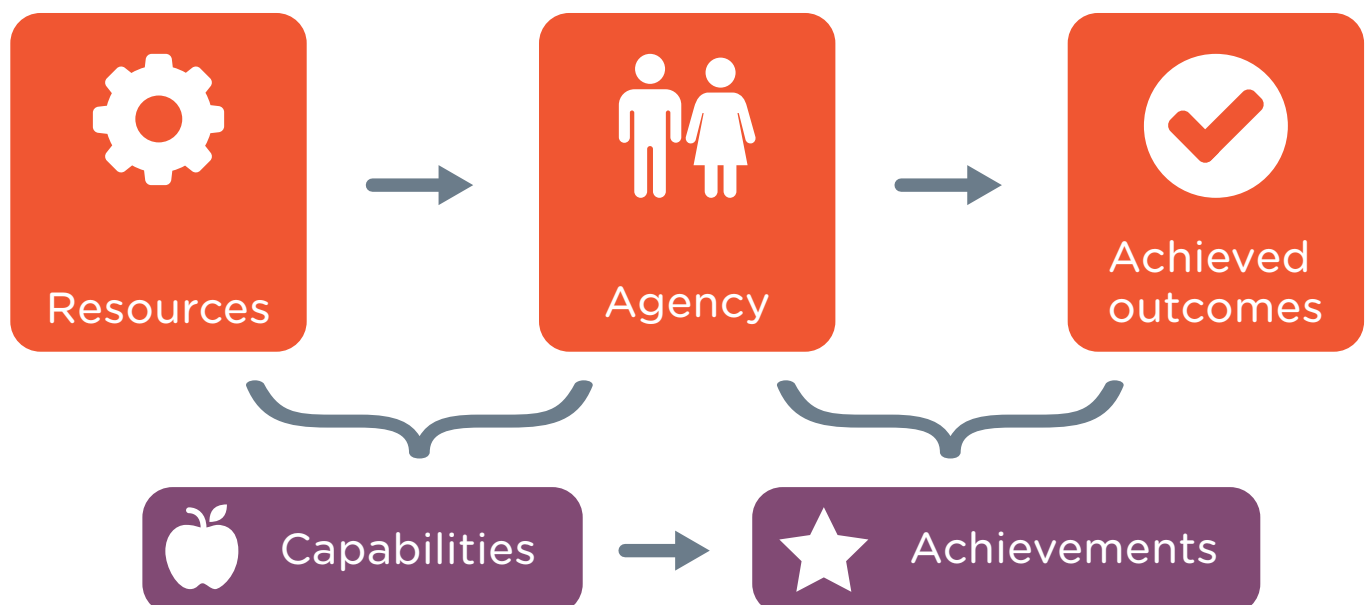 Resources
Agency
Achieved
outcomes
Capabilities
Achievements